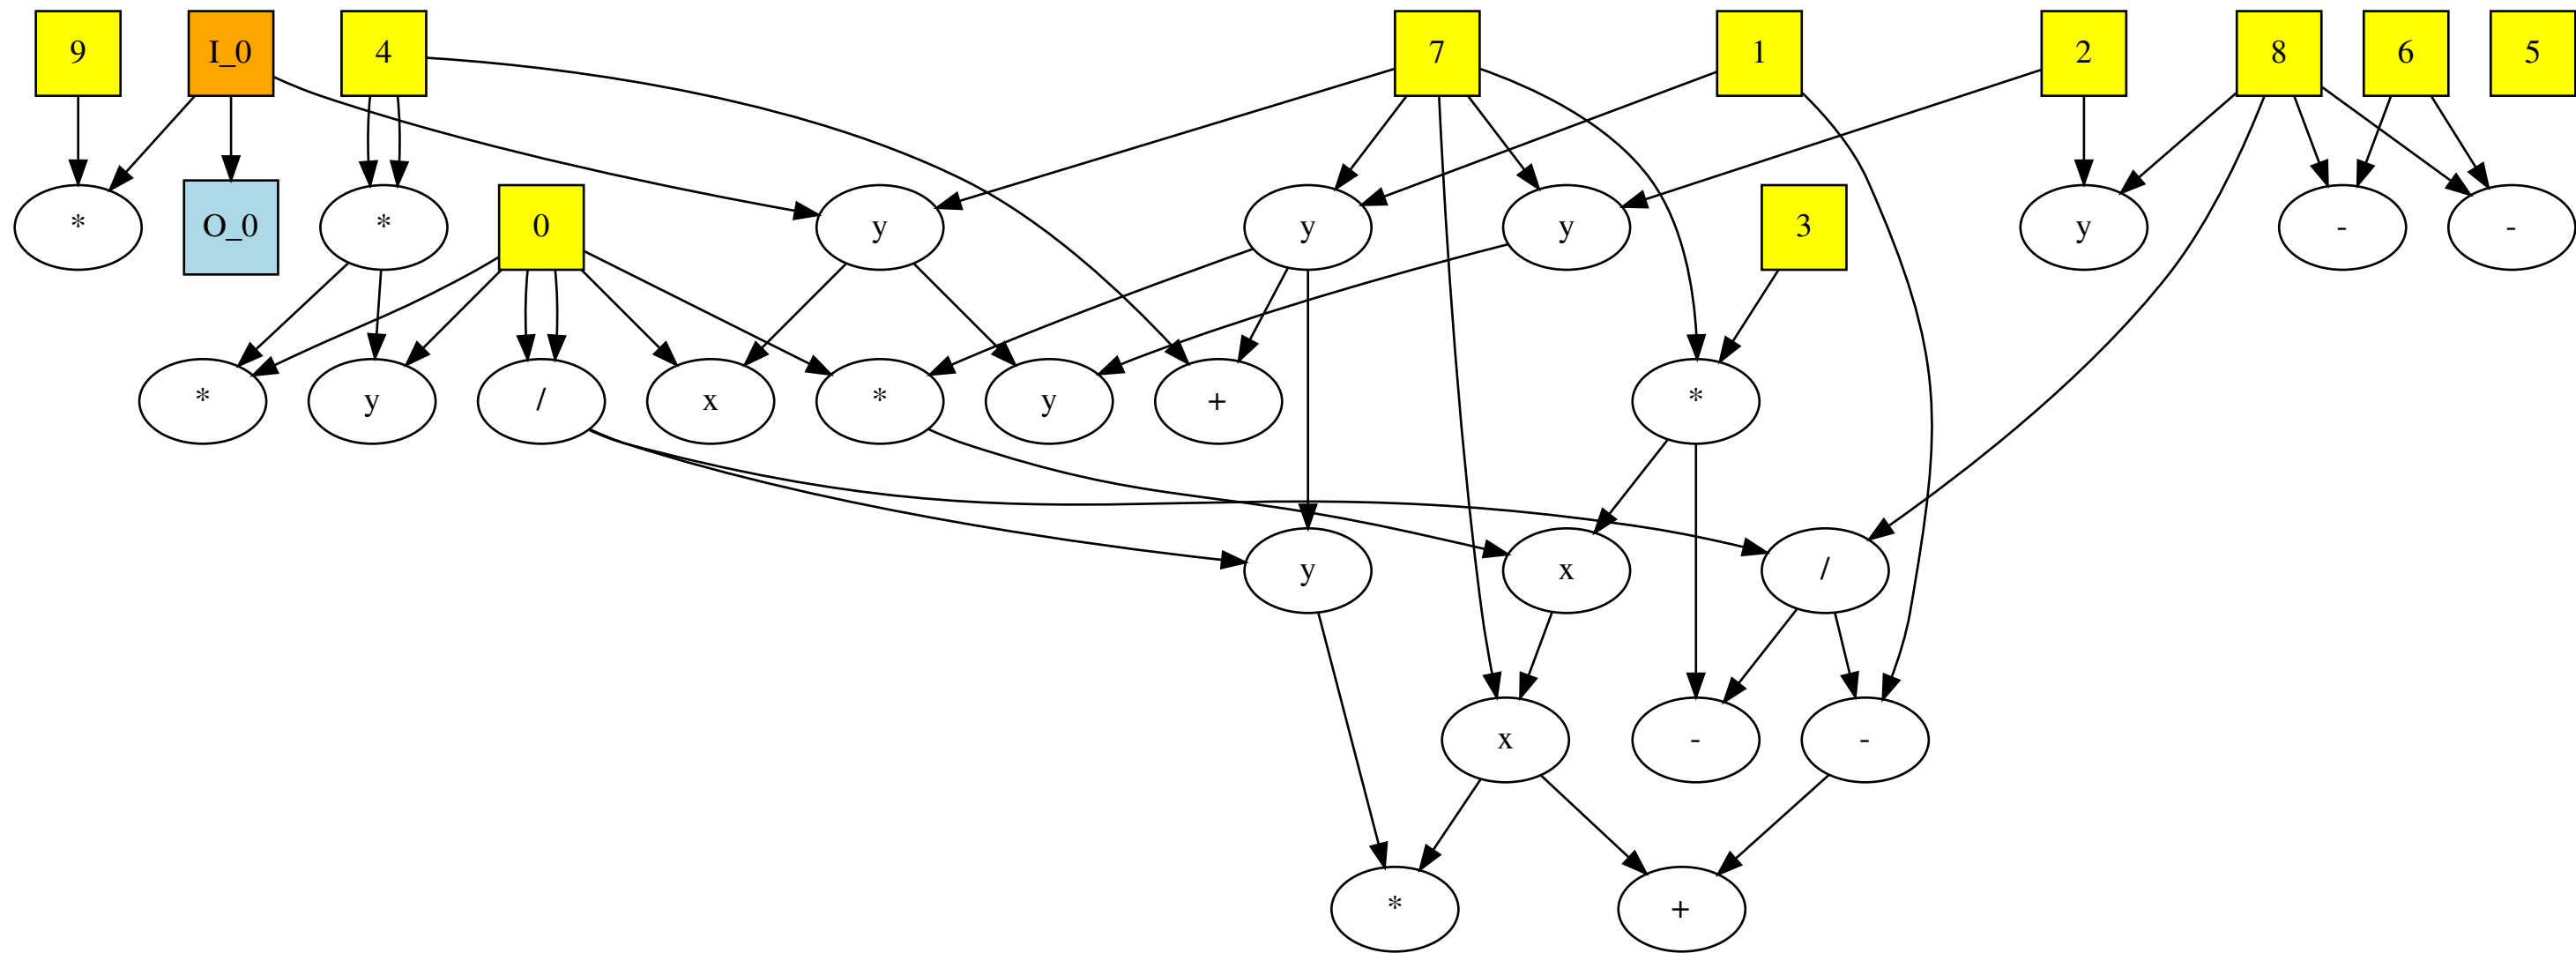 9 I_0 4 7 1 2 8 6 5
* O_0 * 0 y y y 3 y - -
* y / x * y + *
y x /
x - -
* +